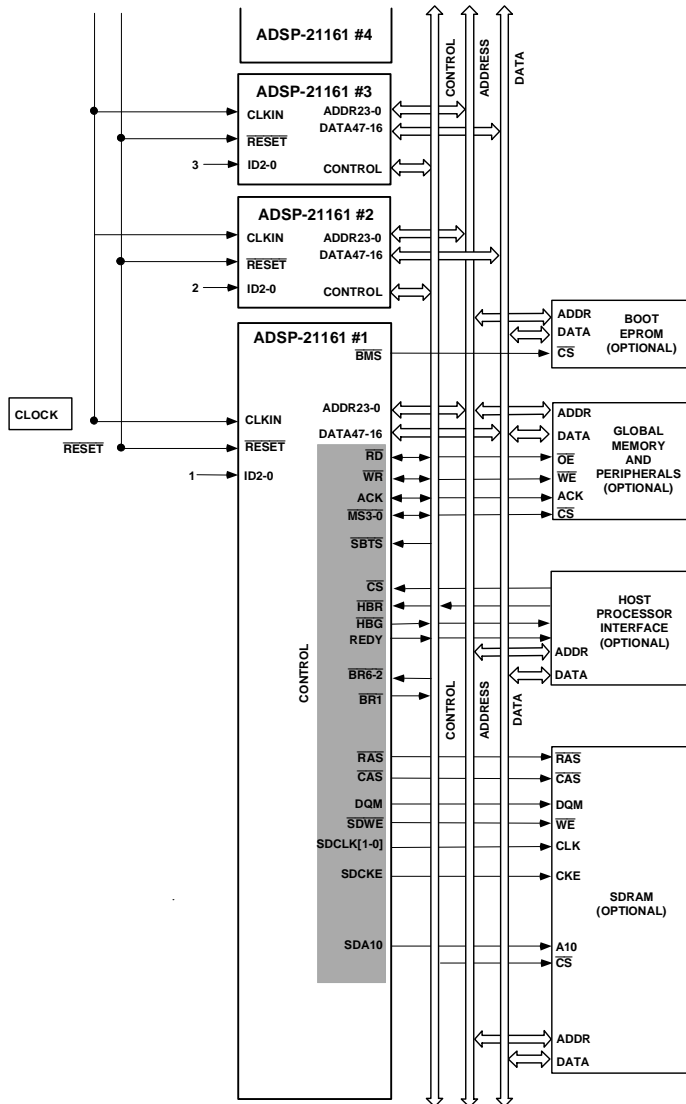 ADSP-21161 #4
CONTROL
ADDRESS
DATA
ADSP-21161 #3
CLKIN
ADDR23-0
DATA47-16
RESET
3
ID2-0
CONTROL
ADSP-21161 #2
CLKIN
ADDR23-0
DATA47-16
RESET
2
ID2-0
CONTROL
ADSP-21161 #1
BMS
ADDR
DATA
CS
BOOT
EPROM
(OPTIONAL)
CLOCK
CLKIN
RESET
RESET
1
ID2-0
ADDR23-0
DATA47-16
RD
WR
ACK
MS3-0
SBTS
CS
HBR
HBG
REDY
BR6-2
BR1
CONTROL
RAS
CAS
DQM
SDWE
SDCLK[1-0]
SDCKE
SDA10
ADDR
DATA
OE
WE
ACK
CS
GLOBAL
MEMORY
AND
PERIPHERALS
(OPTIONAL)
HOST
PROCESSOR
INTERFACE
(OPTIONAL)
ADDR
DATA
CONTROL
ADDRESS
DATA
RAS
CAS
DQM
WE
CLK
CKE
SDRAM
(OPTIONAL)
A10
CS
ADDR
DATA